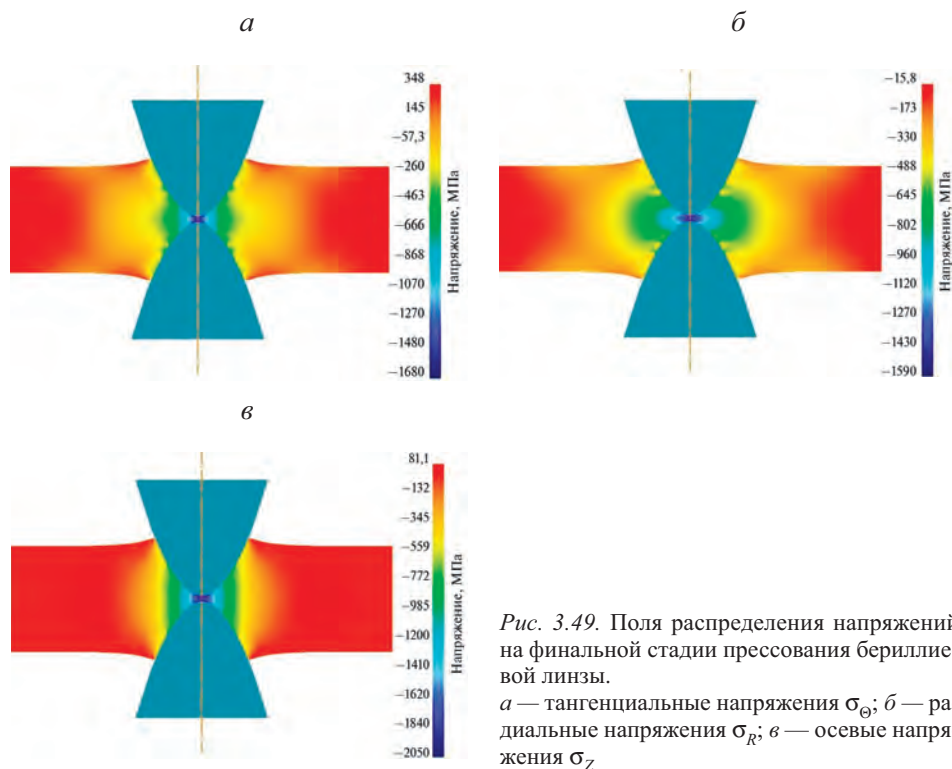 а
348
145
−57,3
−260
−463
−666
−868
−1070
−1270
−1480
−1680
Напряжение, МПа
б
−15,8
−173
−330
−488
−645
−802
−960
−1120
−1270
−1430
−1590
Напряжение, МПа
в
81,1
−132
−345
−559
−772
−985
−1200
−1410
−1620
−1840
−2050
Напряжение, МПа
Рис. 3.49. Поля распределения напряжений
на финальной стадии прессования бериллие-
вой линзы.
а — тангенциальные напряжения σΘ; б — ра-
диальные напряжения σR; в — осевые напря-
жения σZ